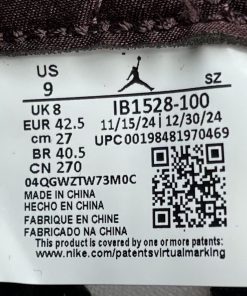 US
9
SZ
UK 8
EUR 42.5
cm 27
BR 40.5
CN 270
IB1528-100
11/15/24 | 12/30/24
UPC00198481970469
04QGWZTW73M0C
MADE IN CHINA
HECHO EN CHINA
FABRIQUE EN CHINE
FABRICADO NA CHINA
This product is covered by one or more patents:
www.nike.com/patentsvirtualmarking